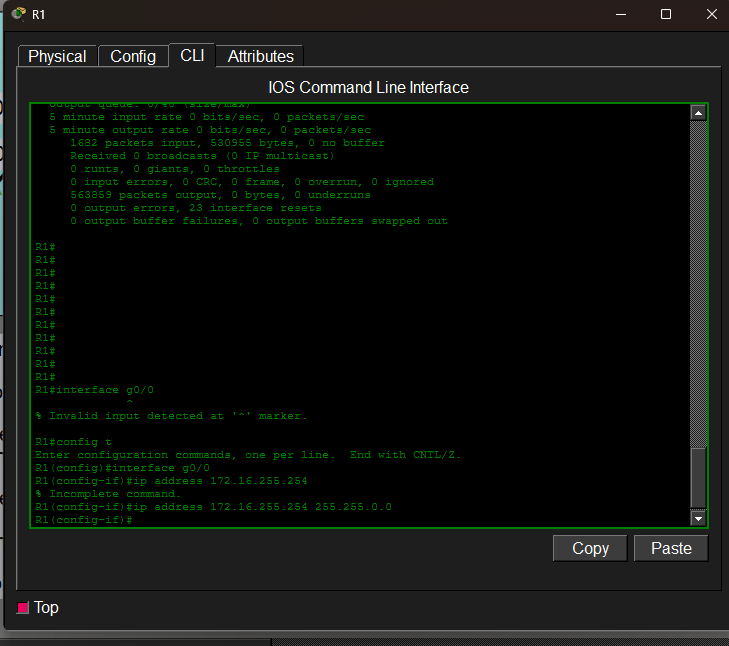 R1
Physical
Config
CLI
Attributes
IOS Command Line Interface
Output queue: 0/40 (size/max)
5 minute input rate 0 bits/sec, 0 packets/sec
5 minute output rate 0 bits/sec, 0 packets/sec
1682 packets input, 530955 bytes, 0 no buffer
Received 0 broadcasts (0 IP multicast)
0 runts, 0 giants, 0 throttles
0 input errors, 0 CRC, 0 frame, 0 overrun, 0 ignored
563859 packets output, 0 bytes, 0 underruns
0 output errors, 23 interface resets
0 output buffer failures, 0 output buffers swapped out
R1#
R1#
R1#
R1#
R1#
R1#
R1#
R1#
R1#
R1#
R1#
R1#interface g0/0
^
% Invalid input detected at '^' marker.
R1#config t
Enter configuration commands, one per line.  End with CNTL/Z.
R1(config)#interface g0/0
R1(config-if)#ip address 172.16.255.254
% Incomplete command.
R1(config-if)#ip address 172.16.255.254 255.255.0.0
R1(config-if)#
Copy
Paste
Top